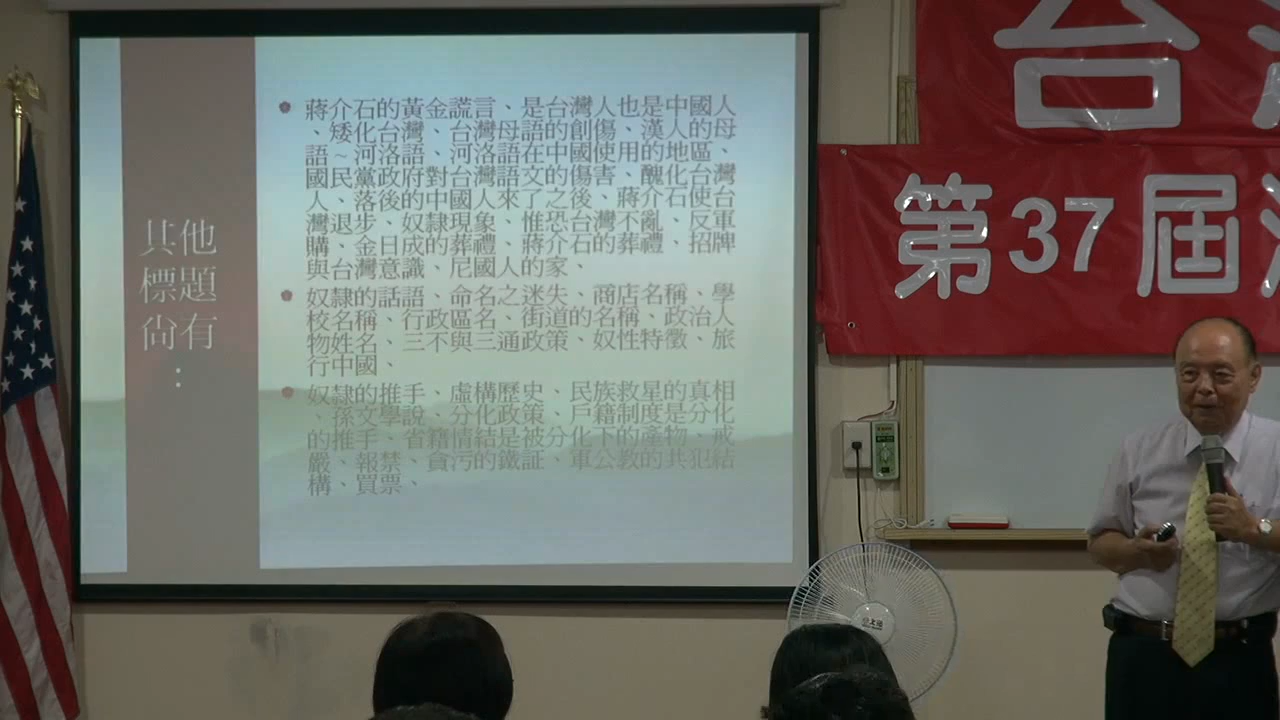 其他
標題
尚有
：
蔣介石的黃金謊言、是台灣人也是中國人
、矮化台灣、台灣母語的創傷、漢人的母
語～河洛語、河洛語在中國使用的地區、
國民黨政府對台灣語文的傷害、醜化台灣
人、落後的中國人來了之後、蔣介石使台
灣退步、奴隸現象、惟恐台灣不亂、反軍
購、金日成的葬禮、蔣介石的葬禮、招牌
與台灣意識、尼國人的家、
奴隸的話語、命名之迷失、商店名稱、學
校名稱、行政區名、街道的名稱、政治人
物姓名、三不與三通政策、奴性特徵、旅
行中國、
奴隸的推手、虛構歷史、民族救星的真相
、孫文學說、分化政策、戶籍制度是分化
的推手、省籍情結是被分化下的產物、戒
嚴、報禁、貪污的鐵証、軍公教的共犯結
構、買票、
台
第37屆